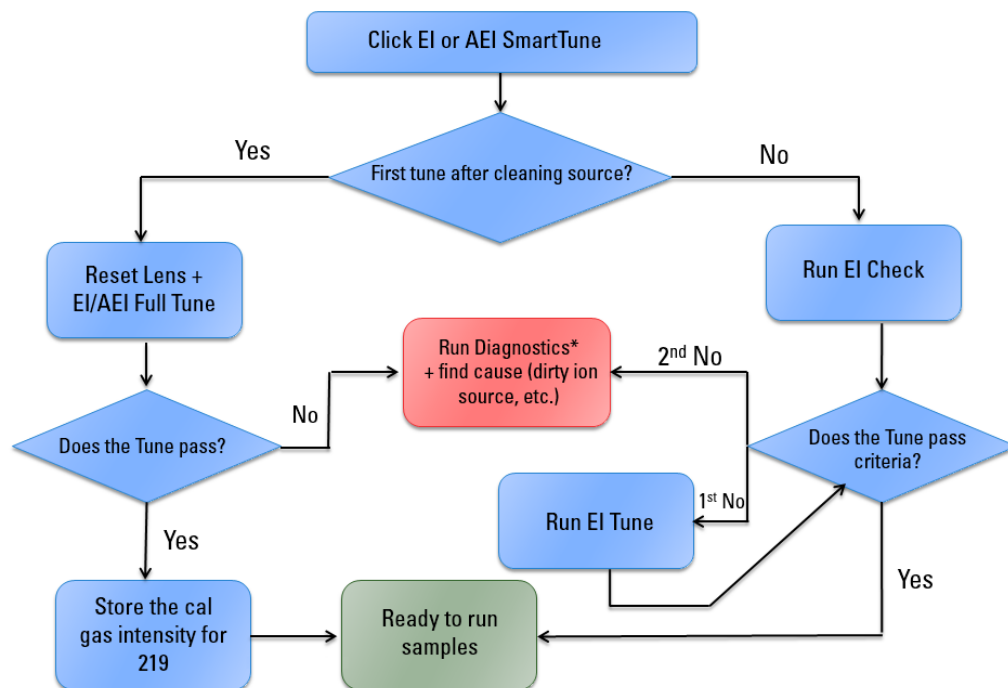 Click EI or AEI SmartTune
Yes
No
First tune after cleaning source?
Reset Lens +
EI/AEI Full Tune
Run EI Check
Run Diagnostics*
+ find cause (dirty ion
source, etc.)
2nd No
No
Does the Tune pass?
Does the Tune pass
criteria?
1st No
Run EI Tune
Yes
Yes
Store the cal
gas intensity for
219
Ready to run
samples